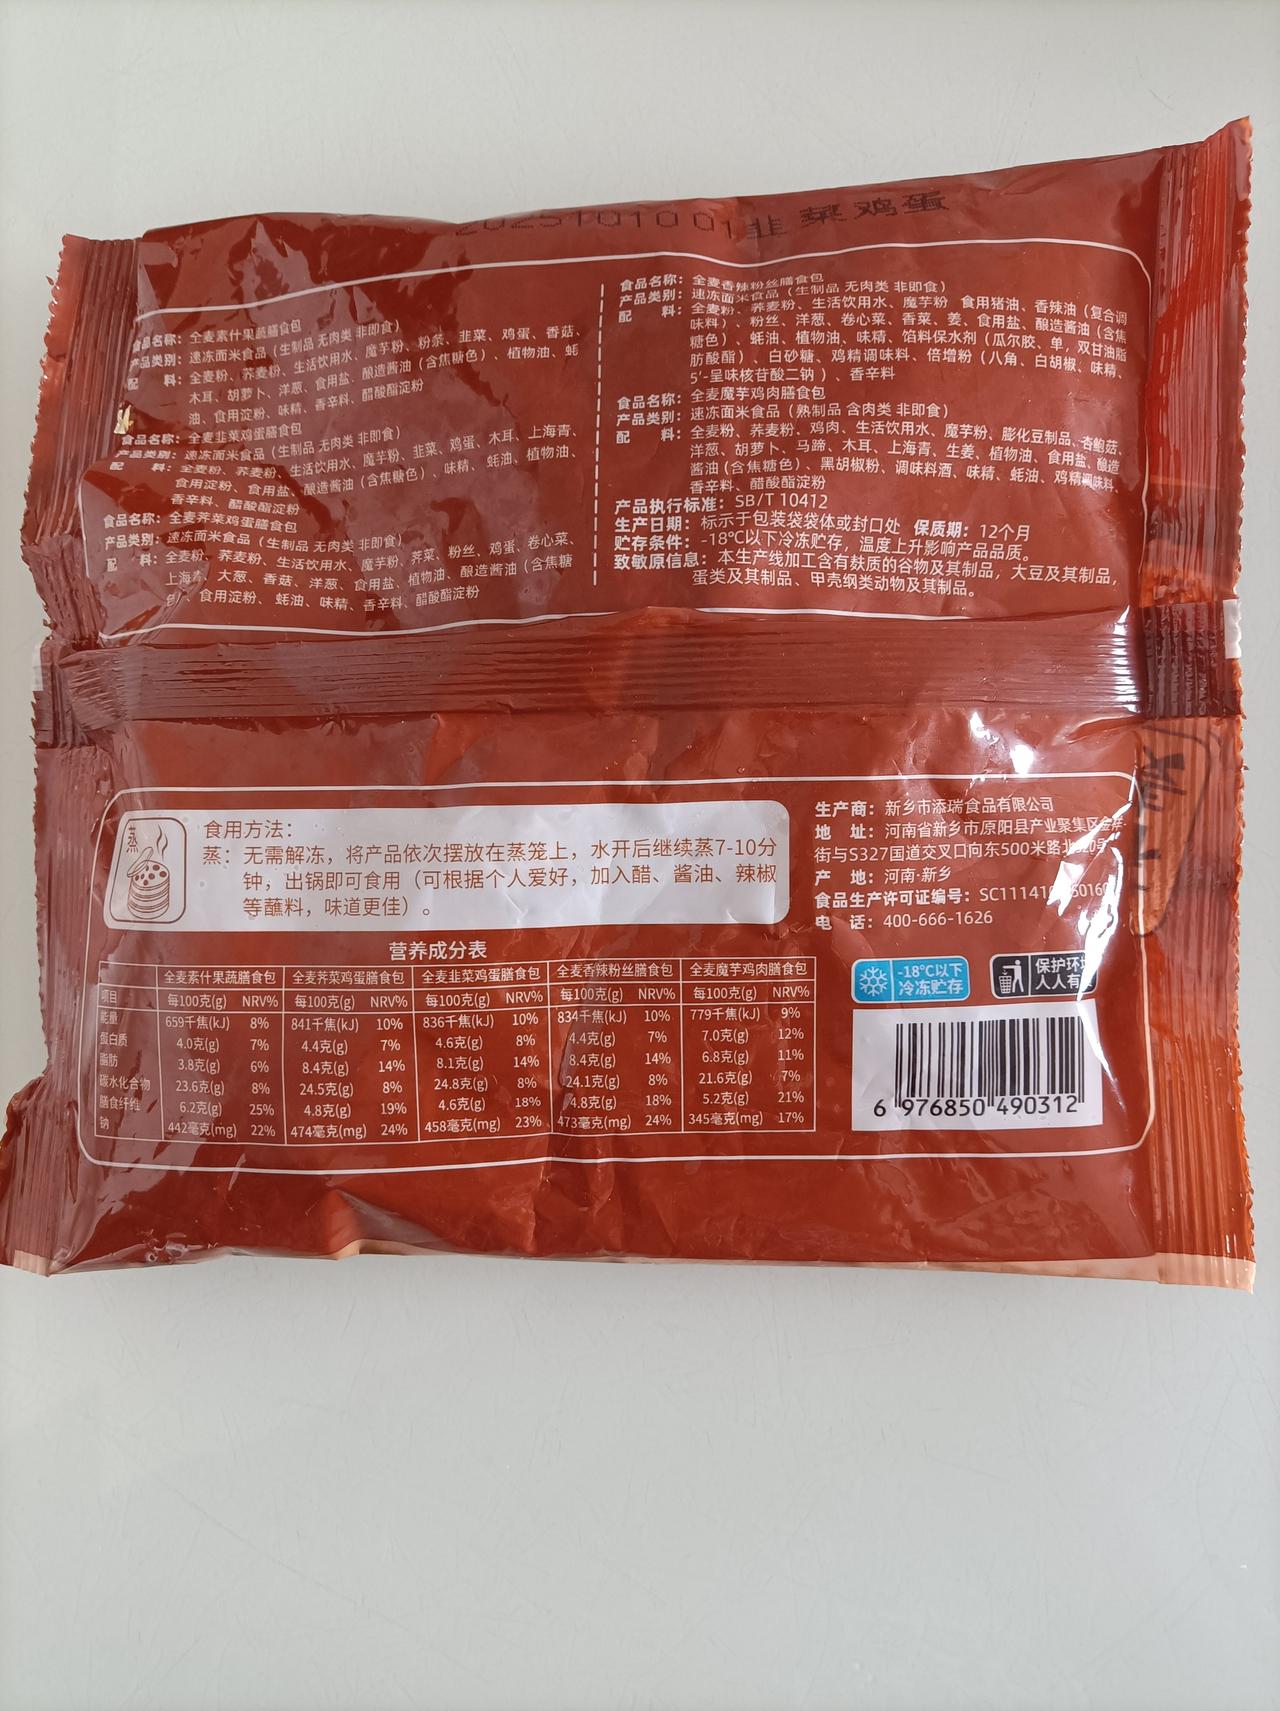 20251010 01韭菜鸡蛋
食品名称：全麦素什果蔬膳食包
产品类别：速冻面米食品（生制品 无肉类 非即食）
配 料：全麦粉、荞麦粉、生活饮用水、魔芋粉、粉条、韭菜、鸡蛋、香菇、
木耳、胡萝卜、洋葱、食用盐、酿造酱油（含焦糖色）、植物油、蚝
油、食用淀粉、味精、香辛料、醋酸酯淀粉
食品名称：全麦韭菜鸡蛋膳食包
产品类别：速冻面米食品（生制品 无肉类 非即食）
配 料：全麦粉、荞麦粉、生活饮用水、魔芋粉、韭菜、鸡蛋、木耳、上海青、
食用淀粉、食用盐、酿造酱油（含焦糖色）、味精、蚝油、植物油、
香辛料、醋酸酯淀粉
食品名称：全麦荠菜鸡蛋膳食包
产品类别：速冻面米食品（生制品 无肉类 非即食）
配 料：全麦粉、荞麦粉、生活饮用水、魔芋粉、荠菜、粉丝、鸡蛋、卷心菜、
上海青、大葱、香菇、洋葱、食用盐、植物油、酿造酱油（含焦糖
色）、食用淀粉、蚝油、味精、香辛料、醋酸酯淀粉
食品名称：全麦香辣粉丝膳食包
产品类别：速冻面米食品（生制品 无肉类 非即食）
配 料：全麦粉、荞麦粉、生活饮用水、魔芋粉 食用猪油、香辣油（复合调
味料）、粉丝、洋葱、卷心菜、香菜、姜、食用盐、酿造酱油（含焦
糖色）、蚝油、植物油、味精、馅料保水剂（瓜尔胶、单，双甘油脂
肪酸酯）、白砂糖、鸡精调味料、倍增粉（八角、白胡椒、味精、
5’-呈味核苷酸二钠）、香辛料
食品名称：全麦魔芋鸡肉膳食包
产品类别：速冻面米食品（熟制品 含肉类 非即食）
配 料：全麦粉、荞麦粉、鸡肉、生活饮用水、魔芋粉、膨化豆制品、杏鲍菇、
洋葱、胡萝卜、马蹄、木耳、上海青、生姜、植物油、食用盐、酿造
酱油（含焦糖色）、黑胡椒粉、调味料酒、味精、蚝油、鸡精调味料、
香辛料、醋酸酯淀粉
产品执行标准：SB/T 10412
生产日期：标示于包装袋袋体或封口处 保质期：12个月
贮存条件：-18℃以下冷冻贮存，温度上升影响产品品质。
致敏原信息：本生产线加工含有麸质的谷物及其制品，大豆及其制品，
蛋类及其制品、甲壳纲类动物及其制品。
蒸
食用方法：
蒸：无需解冻，将产品依次摆放在蒸笼上，水开后继续蒸7-10分
钟，出锅即可食用（可根据个人爱好，加入醋、酱油、辣椒
等蘸料，味道更佳）。
营养成分表
全麦素什果蔬膳食包 全麦荠菜鸡蛋膳食包 全麦韭菜鸡蛋膳食包 全麦香辣粉丝膳食包 全麦魔芋鸡肉膳食包
项目 每100克(g) NRV% 每100克(g) NRV% 每100克(g) NRV% 每100克(g) NRV% 每100克(g) NRV%
能量 659千焦(kJ) 8% 841千焦(kJ) 10% 836千焦(kJ) 10% 834千焦(kJ) 10% 779千焦(kJ) 9%
蛋白质 4.0克(g) 7% 4.4克(g) 7% 4.6克(g) 8% 4.4克(g) 7% 7.0克(g) 12%
脂肪 3.8克(g) 6% 8.4克(g) 14% 8.1克(g) 14% 8.4克(g) 14% 6.8克(g) 11%
碳水化合物 23.6克(g) 8% 24.5克(g) 8% 24.8克(g) 8% 24.1克(g) 8% 21.6克(g) 7%
膳食纤维 6.2克(g) 25% 4.8克(g) 19% 4.6克(g) 18% 4.8克(g) 18% 5.2克(g) 21%
钠 442毫克(mg) 22% 474毫克(mg) 24% 458毫克(mg) 23% 473毫克(mg) 24% 345毫克(mg) 17%
生产商：新乡市添瑞食品有限公司
地 址：河南省新乡市原阳县产业聚集区金祥
街与S327国道交叉口向东500米路北
产 地：河南·新乡
食品生产许可证编号：
电 话：400-666-1626
-18℃以下
冷冻贮存
保护环境
人人有
6 976850 490312